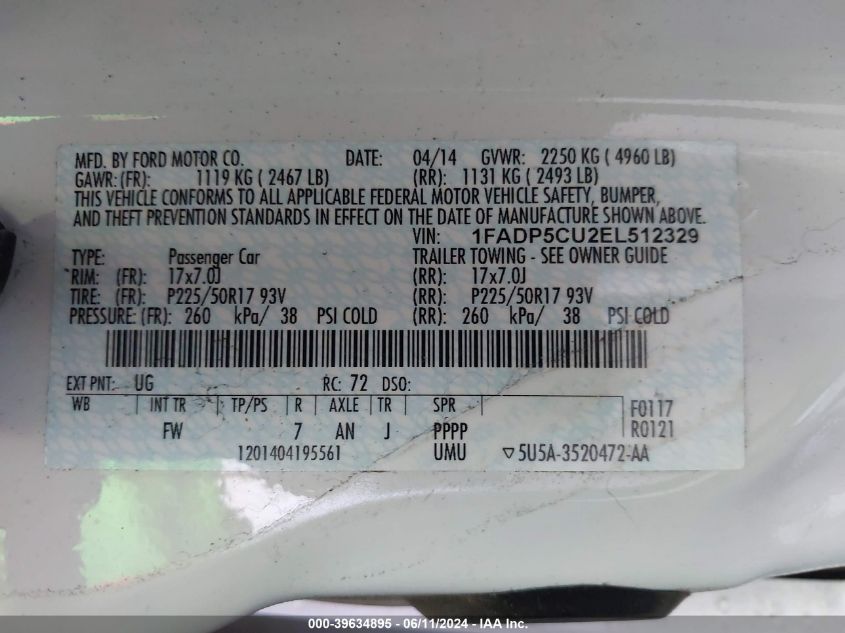 MFD. BY FORD MOTOR CO. DATE: 04/14 GVWR: 2250 KG ( 4960 LB)
GAWR: (FR): 1119 KG ( 2467 LB) (RR): 1131 KG ( 2493 LB)
THIS VEHICLE CONFORMS TO ALL APPLICABLE FEDERAL MOTOR VEHICLE SAFETY, BUMPER,
AND THEFT PREVENTION STANDARDS IN EFFECT ON THE DATE OF MANUFACTURE SHOWN ABOVE.
VIN: 1FADP5CU2EL512329
TYPE: Passenger Car TRAILER TOWING - SEE OWNER GUIDE
RIM: (FR): 17x7.0J (RR): 17x7.0J
TIRE: (FR): P225/50R17 93V (RR): P225/50R17 93V
PRESSURE: (FR): 260 kPa/ 38 PSI COLD (RR): 260 kPa/ 38 PSI COLD
EXT PNT: UG RC: 72 DSO:
WB INT TR TP/PS R AXLE TR SPR F0117
FW 7 AN J PPPP R0121
1201404195561 UMU ▽5U5A-3520472-AA
000-39634895 - 06/11/2024 - IAA Inc.